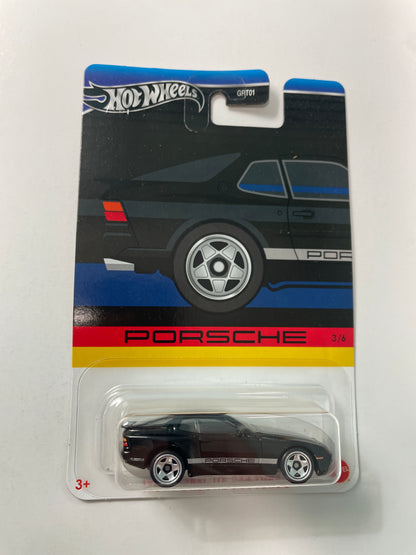 HOT WHEELS
GRT01
POR
PORSCHE
3/6
PORSCHE
3+